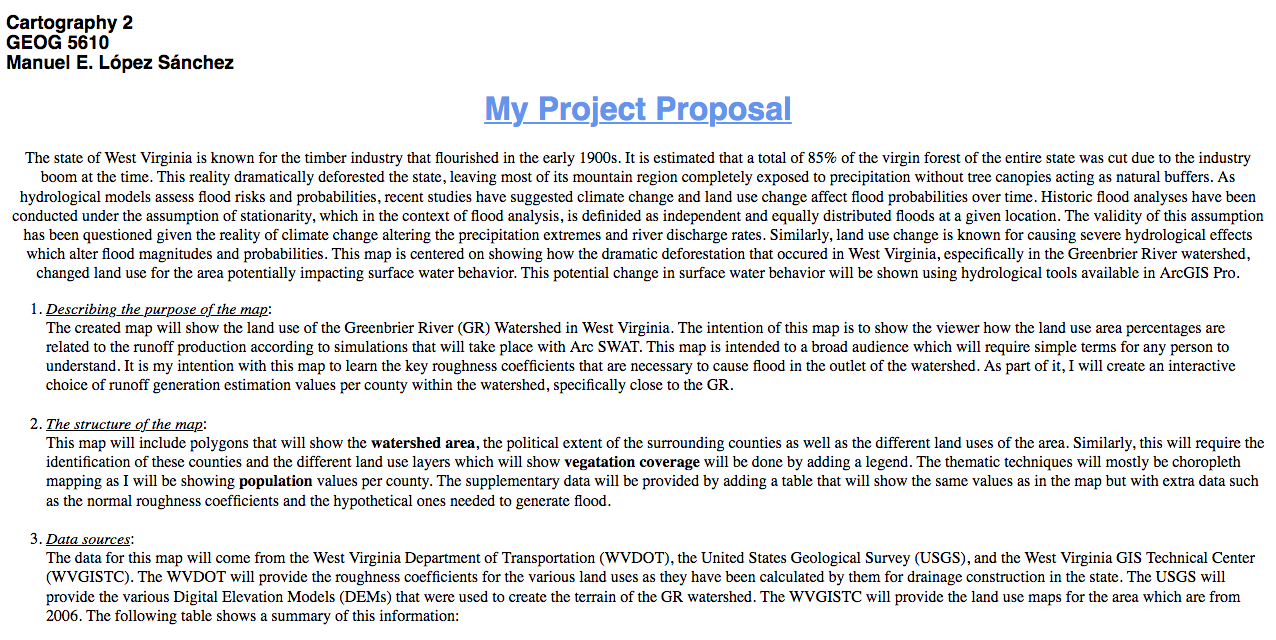 Cartography 2
GEOG 5610
Manuel E. López Sánchez
My Project Proposal
The state of West Virginia is known for the timber industry that flourished in the early 1900s. It is estimated that a total of 85% of the virgin forest of the entire state was cut due to the industry
boom at the time. This reality dramatically deforested the state, leaving most of its mountain region completely exposed to precipitation without tree canopies acting as natural buffers. As
hydrological models assess flood risks and probabilities, recent studies have suggested climate change and land use change affect flood probabilities over time. Historic flood analyses have been
conducted under the assumption of stationarity, which in the context of flood analysis, is definided as independent and equally distributed floods at a given location. The validity of this assumption
has been questioned given the reality of climate change altering the precipitation extremes and river discharge rates. Similarly, land use change is known for causing severe hydrological effects
which alter flood magnitudes and probabilities. This map is centered on showing how the dramatic deforestation that occured in West Virginia, especifically in the Greenbrier River watershed,
changed land use for the area potentially impacting surface water behavior. This potential change in surface water behavior will be shown using hydrological tools available in ArcGIS Pro.
1. Describing the purpose of the map:
The created map will show the land use of the Greenbrier River (GR) Watershed in West Virginia. The intention of this map is to show the viewer how the land use area percentages are
related to the runoff production according to simulations that will take place with Arc SWAT. This map is intended to a broad audience which will require simple terms for any person to
understand. It is my intention with this map to learn the key roughness coefficients that are necessary to cause flood in the outlet of the watershed. As part of it, I will create an interactive
choice of runoff generation estimation values per county within the watershed, specifically close to the GR.
2. The structure of the map:
This map will include polygons that will show the watershed area, the political extent of the surrounding counties as well as the different land uses of the area. Similarly, this will require the
identification of these counties and the different land use layers which will show vegatation coverage will be done by adding a legend. The thematic techniques will mostly be choropleth
mapping as I will be showing population values per county. The supplementary data will be provided by adding a table that will show the same values as in the map but with extra data such
as the normal roughness coefficients and the hypothetical ones needed to generate flood.
3. Data sources:
The data for this map will come from the West Virginia Department of Transportation (WVDOT), the United States Geological Survey (USGS), and the West Virginia GIS Technical Center
(WVGISTC). The WVDOT will provide the roughness coefficients for the various land uses as they have been calculated by them for drainage construction in the state. The USGS will
provide the various Digital Elevation Models (DEMs) that were used to create the terrain of the GR watershed. The WVGISTC will provide the land use maps for the area which are from
2006. The following table shows a summary of this information: